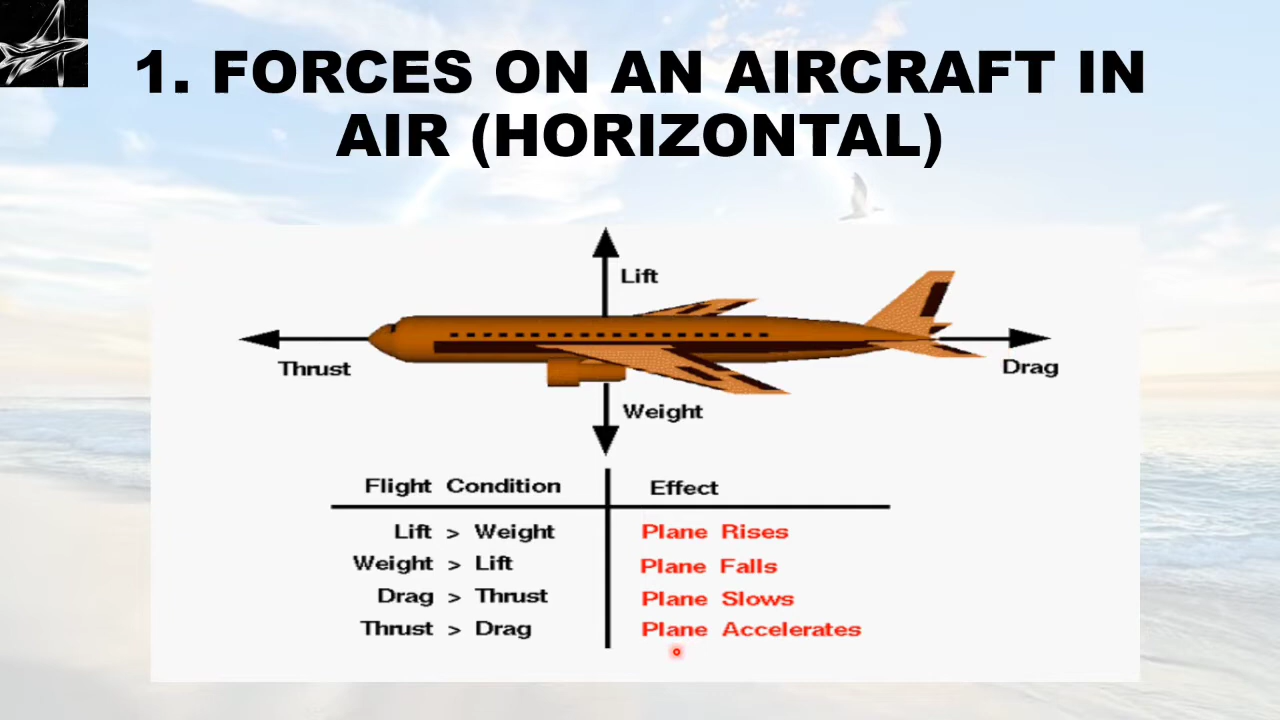 1. FORCES ON AN AIRCRAFT IN
AIR (HORIZONTAL)
Lift
Thrust
Drag
Weight
Flight Condition Effect
Lift > Weight Plane Rises
Weight > Lift Plane Falls
Drag > Thrust Plane Slows
Thrust > Drag Plane Accelerates